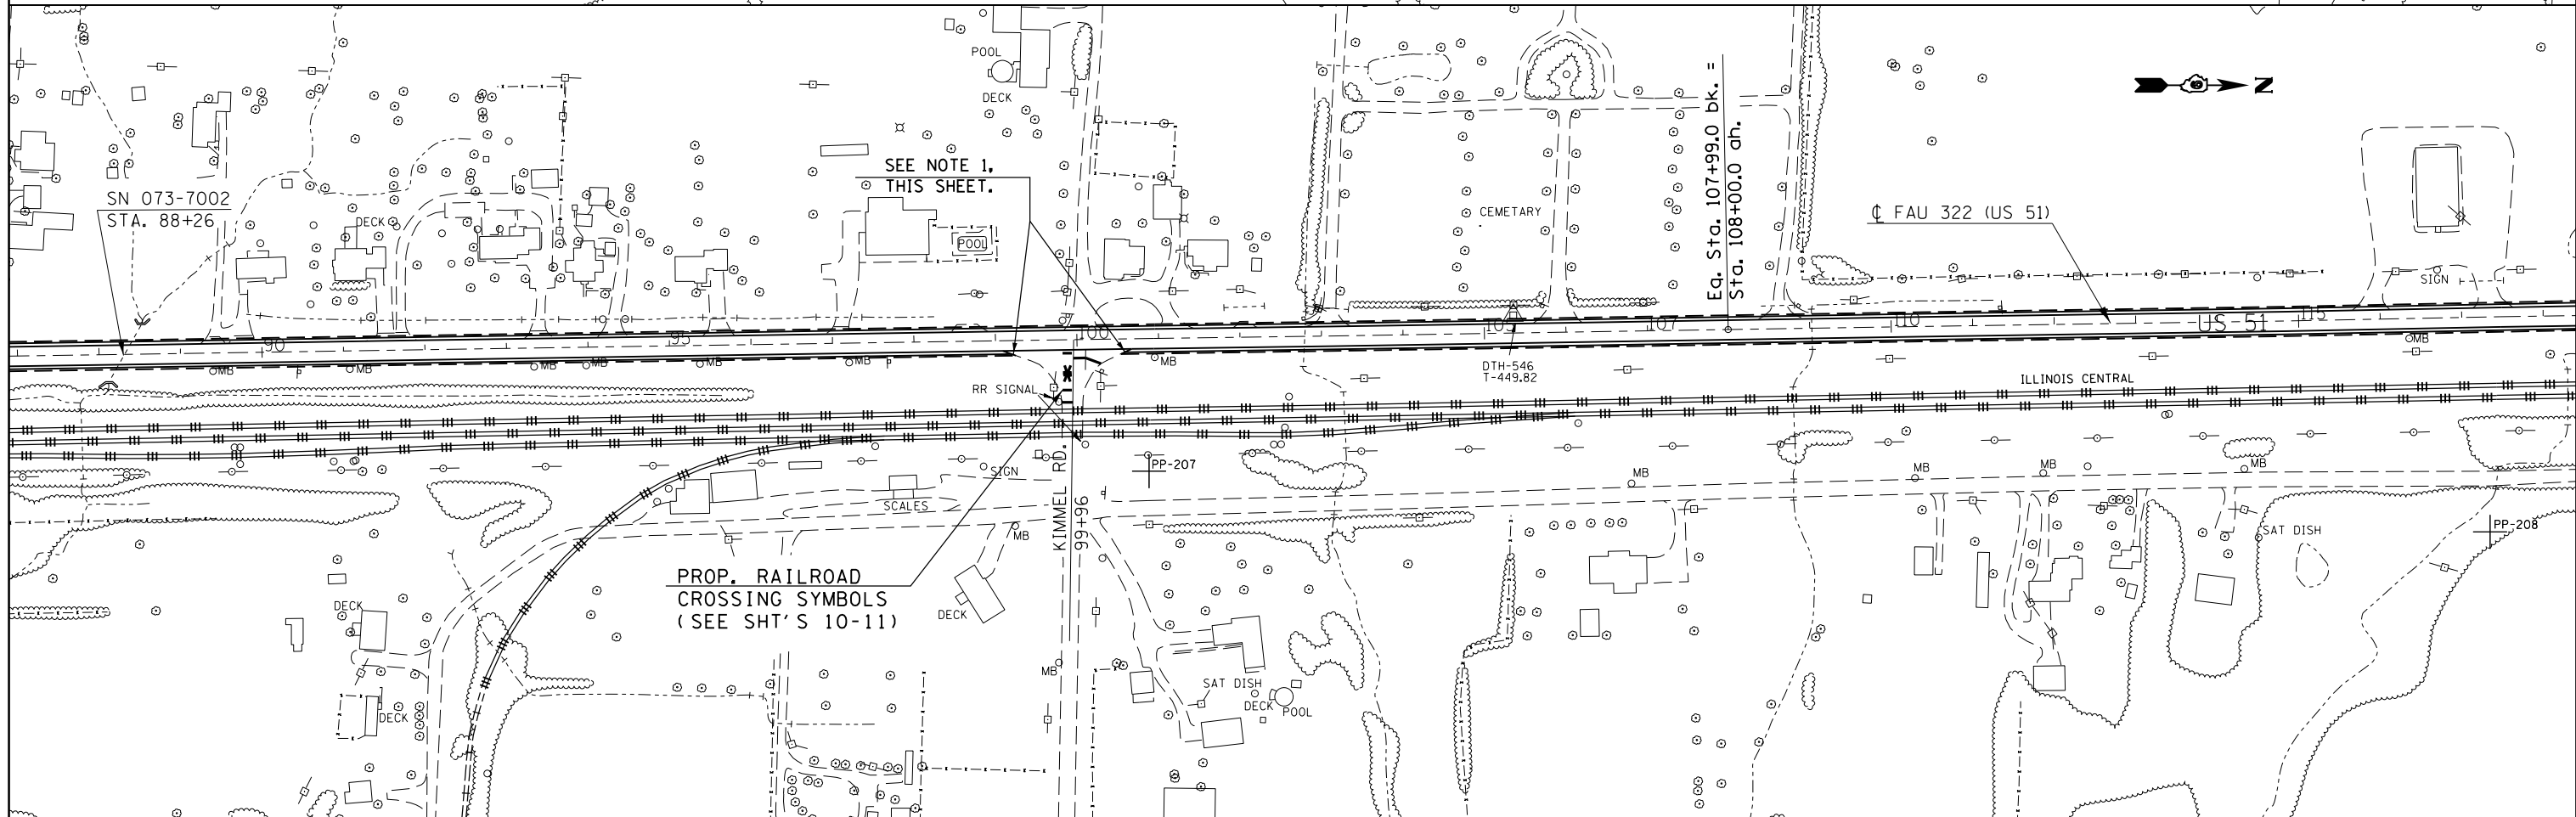 POOL
DECK
N
SN 073-7002
STA. 88+26
DECK
SEE NOTE 1,
THIS SHEET.
POOL
CEMETARY
Eq. Sta. 107+99.0 bk. =
Sta. 108+00.0 ah.
℄ FAU 322 (US 51)
SIGN
90
95
100
105
107
110
US 51
115
MB
MB
MB
MB
MB
MB
MB
MB
RR SIGNAL
DTH-546
T-449.82
ILLINOIS CENTRAL
SIGN
SCALES
PP-207
MB
MB
MB
MB
MB
KIMMEL RD.
99+96
SAT DISH
PP-208
PROP. RAILROAD
CROSSING SYMBOLS
(SEE SHT'S 10-11)
DECK
DECK
MB
SAT DISH
DECK
POOL
DECK